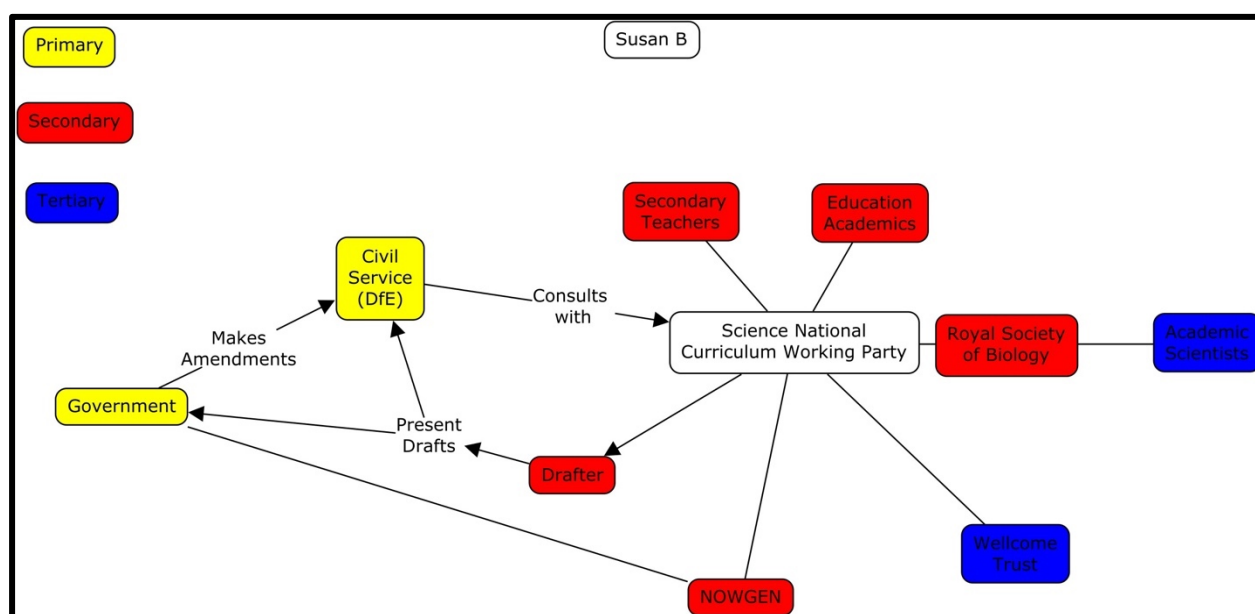 Primary
Susan B
Secondary
Tertiary
Secondary
Teachers
Education
Academics
Civil
Service
(DfE)
Consults
with
Makes
Amendments
Science National
Curriculum Working Party
Royal Society
of Biology
Academic
Scientists
Government
Present
Drafts
Drafter
Wellcome
Trust
NOWGEN